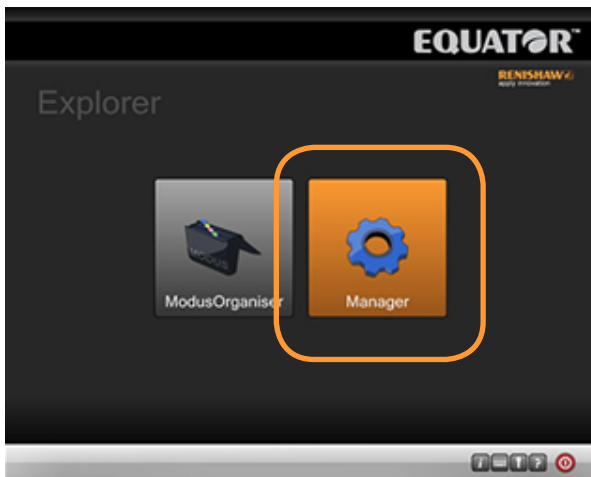 EQUATOR™
RENISHAW
apply innovation
Explorer
MODUS
ModusOrganiser
Manager